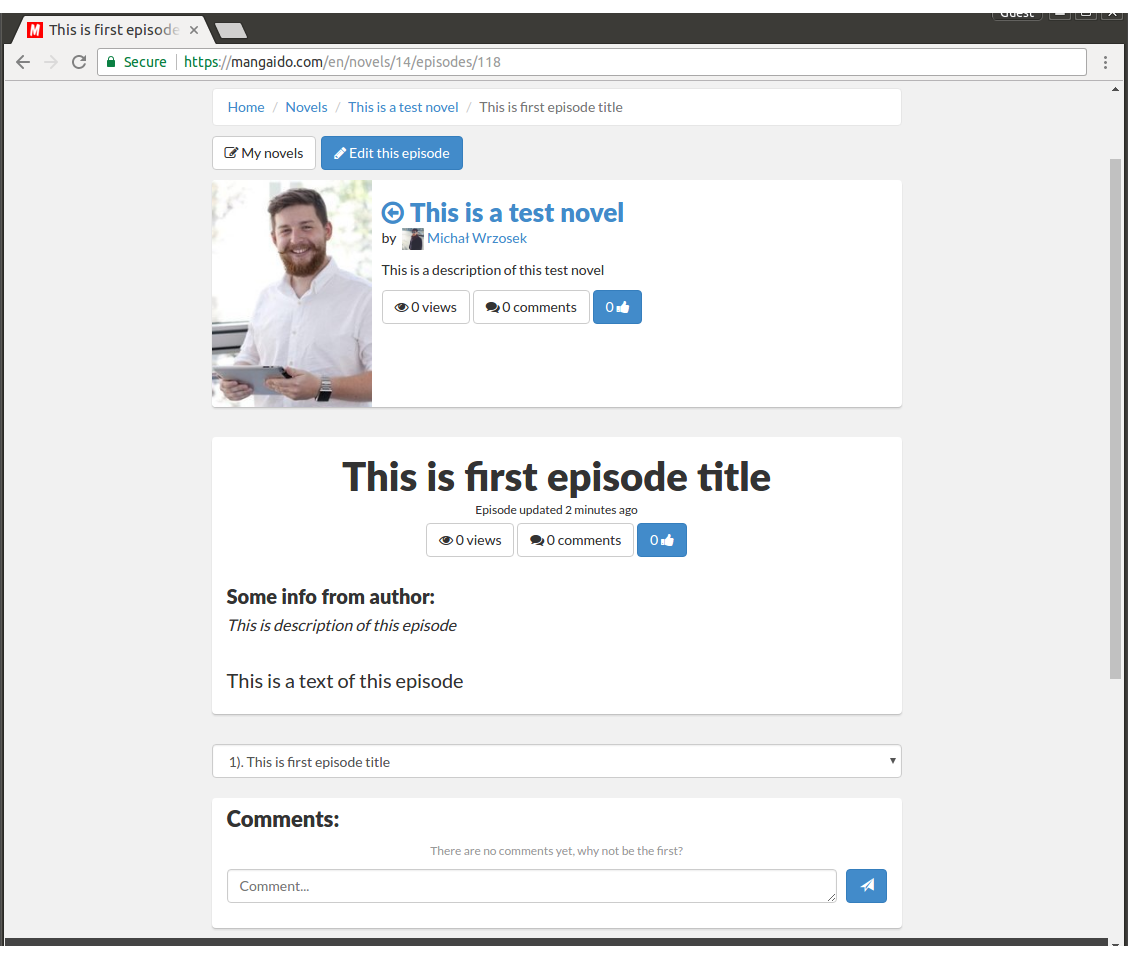 Guest
M This is first episode
Secure https://mangaido.com/en/novels/14/episodes/118
Home / Novels / This is a test novel / This is first episode title
My novels Edit this episode
This is a test novel
by Michał Wrzosek
This is a description of this test novel
0 views 0 comments 0
This is first episode title
Episode updated 2 minutes ago
0 views 0 comments 0
Some info from author:
This is description of this episode
This is a text of this episode
1). This is first episode title
Comments:
There are no comments yet, why not be the first?
Comment...